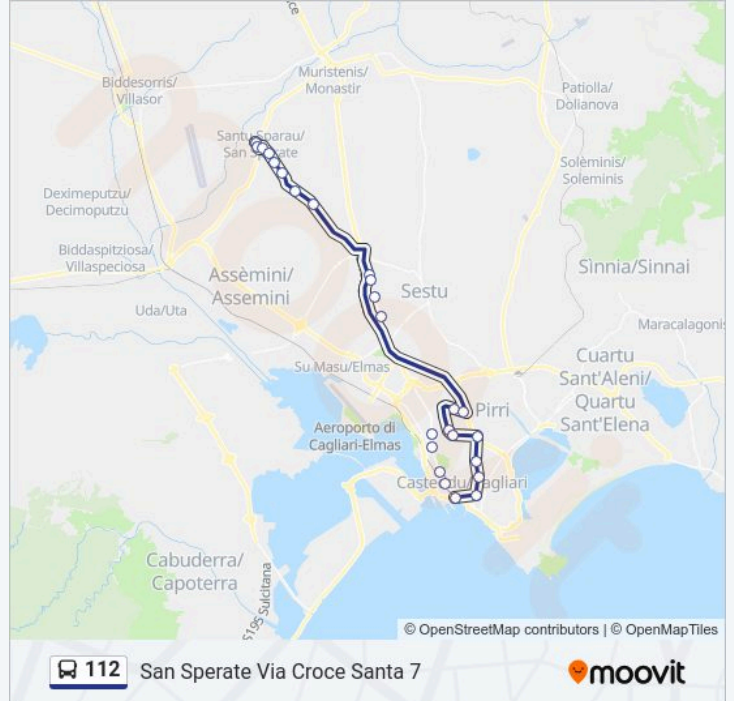 Biddesorris/
Villasor
Muristenis/
Monastir
Patiolla/
Dolianova
Santu Sparau/
San Sperate
Solèminis/
Soleminis
Deximeputzu/
Decimoputzu
Biddaspitziosa/
Villaspeciosa
Sìnnia/Sinnai
Assèmini/
Assemini
Sestu
Uda/Uta
Maracalagonis
Su Masu/Elmas
Cuartu
Sant'Aleni/
Quartu
Sant'Elena
Pirri
Aeroporto di
Cagliari-Elmas
Casteddu/Cagliari
Cabuderra/
Capoterra
S195 Sulcitana
© OpenStreetMap contributors | © OpenMapTiles
112 San Sperate Via Croce Santa 7
moovit